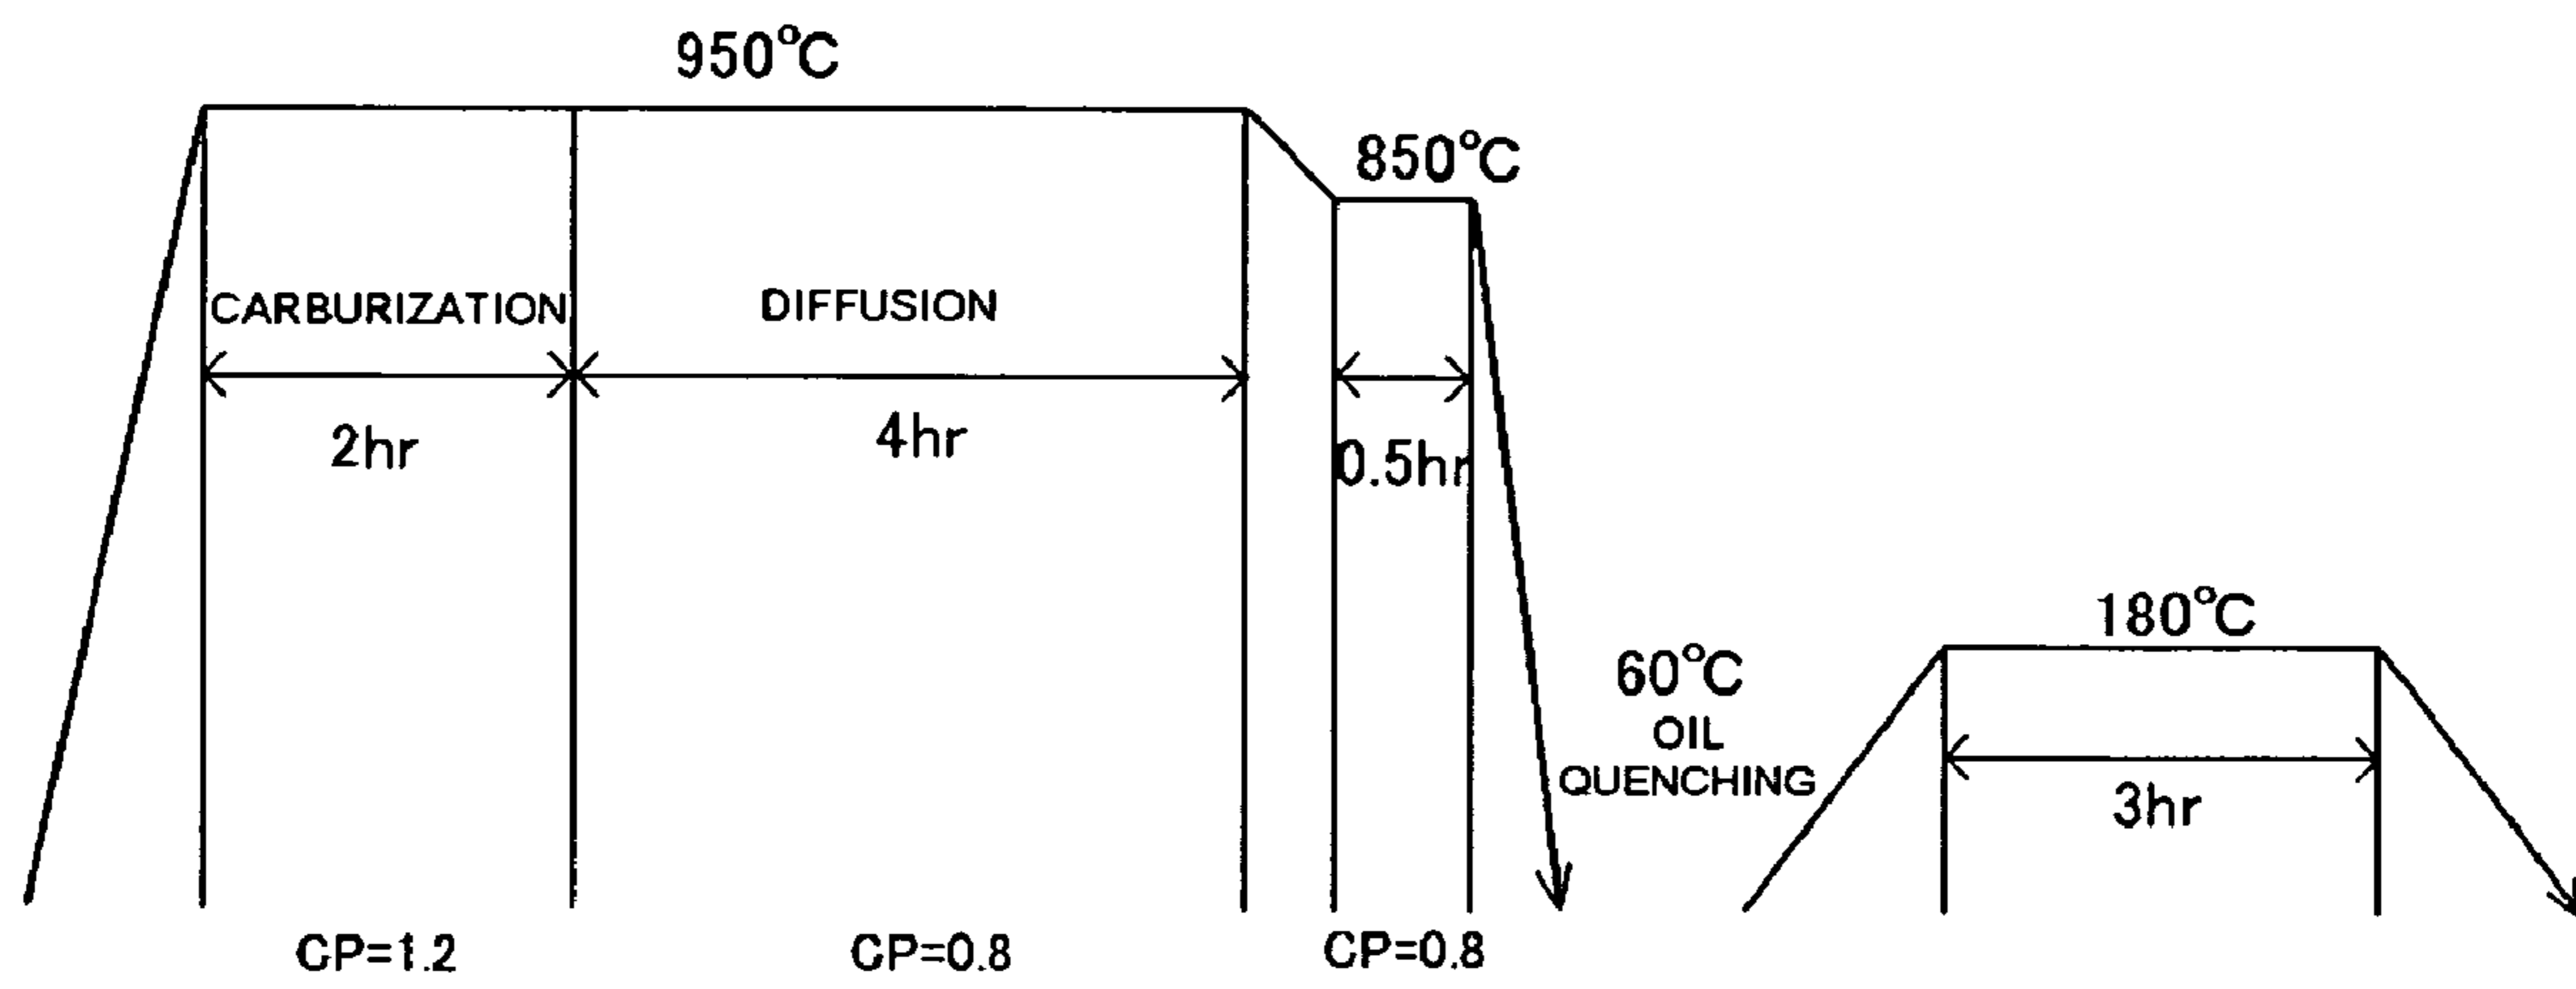 950°C
850°C
CARBURIZATION
DIFFUSION
2hr
4hr
0.5hr
60°C
OIL
QUENCHING
180°C
3hr
CP=1.2
CP=0.8
CP=0.8